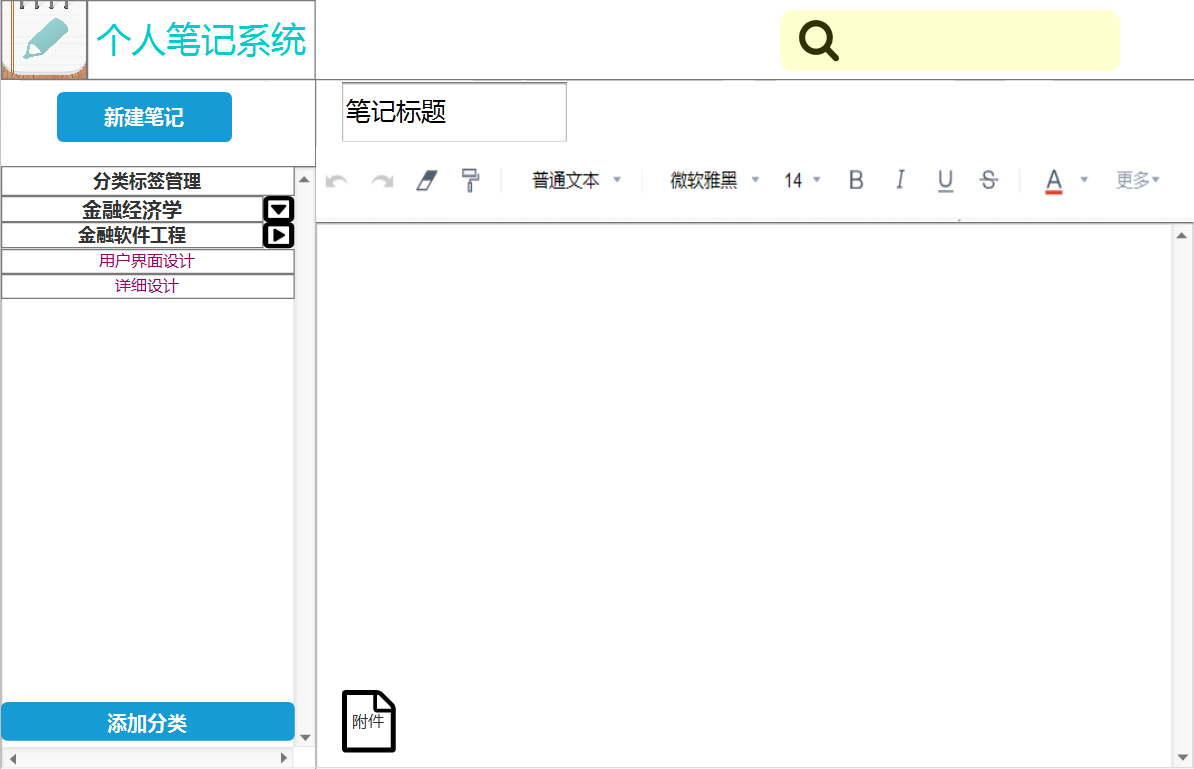 个人笔记系统
新建笔记
笔记标题
普通文本 微软雅黑 14 B I U S A 更多
分类标签管理
金融经济学
金融软件工程
用户界面设计
详细设计
附件
添加分类